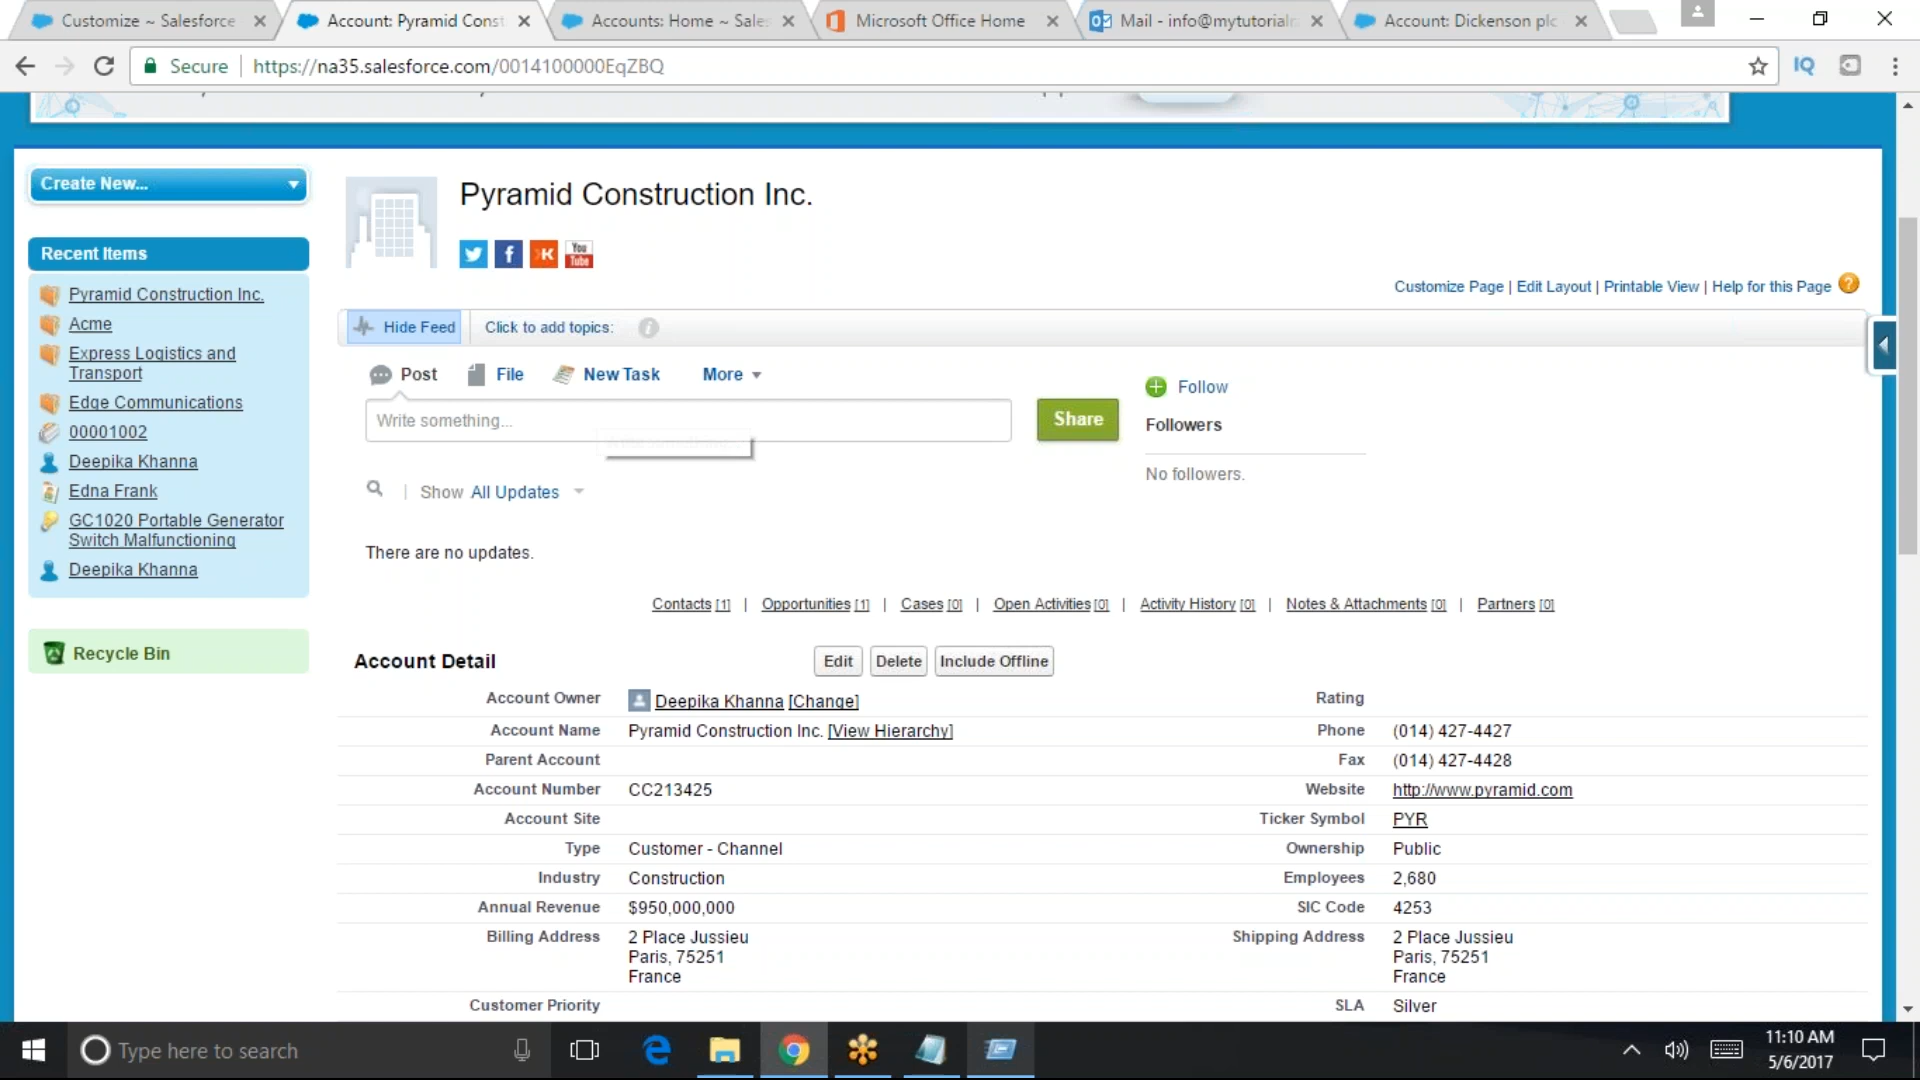 Customize ~ Salesforce
Account: Pyramid Const
Accounts: Home ~ Sales
Microsoft Office Home
Mail - info@mytutorialr
Account: Dickenson plc
Secure
https://na35.salesforce.com/0014100000EqZBQ
IQ
Create New...
Pyramid Construction Inc.
f
K
You
Tube
Recent Items
Customize Page | Edit Layout | Printable View | Help for this Page ?
Pyramid Construction Inc.
Acme
Express Logistics and
Transport
Edge Communications
00001002
Deepika Khanna
Edna Frank
GC1020 Portable Generator
Switch Malfunctioning
Deepika Khanna
Recycle Bin
Hide Feed
Click to add topics: i
Post
File
New Task
More
Follow
Write something...
Share
Followers
No followers.
Show All Updates
There are no updates.
Contacts [1] | Opportunities [1] | Cases [0] | Open Activities [0] | Activity History [0] | Notes & Attachments [0] | Partners [0]
Account Detail
Edit
Delete
Include Offline
Account Owner Deepika Khanna [Change] Rating
Account Name Pyramid Construction Inc. [View Hierarchy] Phone (014) 427-4427
Parent Account Fax (014) 427-4428
Account Number CC213425 Website http://www.pyramid.com
Account Site Ticker Symbol PYR
Type Customer - Channel Ownership Public
Industry Construction Employees 2,680
Annual Revenue $950,000,000 SIC Code 4253
Billing Address 2 Place Jussieu Shipping Address 2 Place Jussieu
Paris, 75251 Paris, 75251
France France
Customer Priority SLA Silver
Type here to search
11:10 AM
5/6/2017